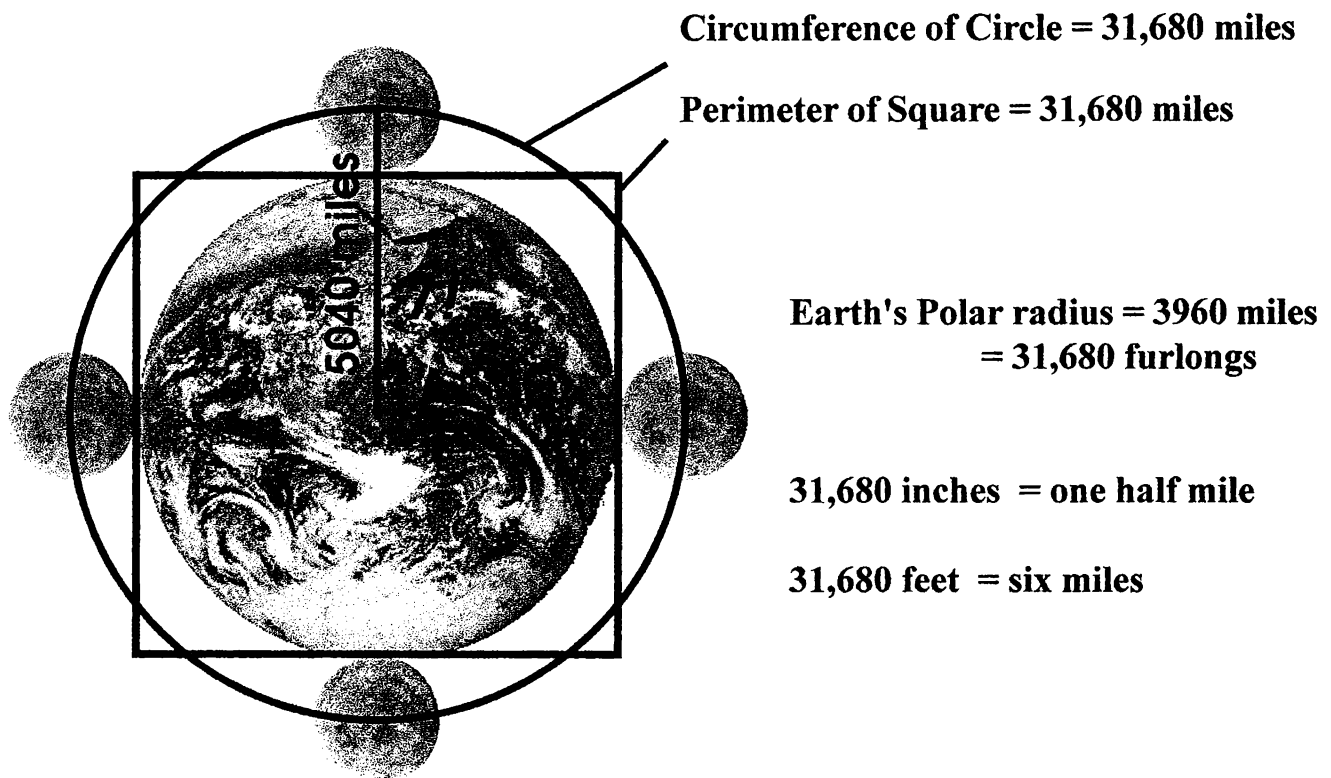 Circumference of Circle = 31,680 miles
Perimeter of Square = 31,680 miles
5040 miles
Earth's Polar radius = 3960 miles
= 31,680 furlongs
31,680 inches = one half mile
31,680 feet = six miles